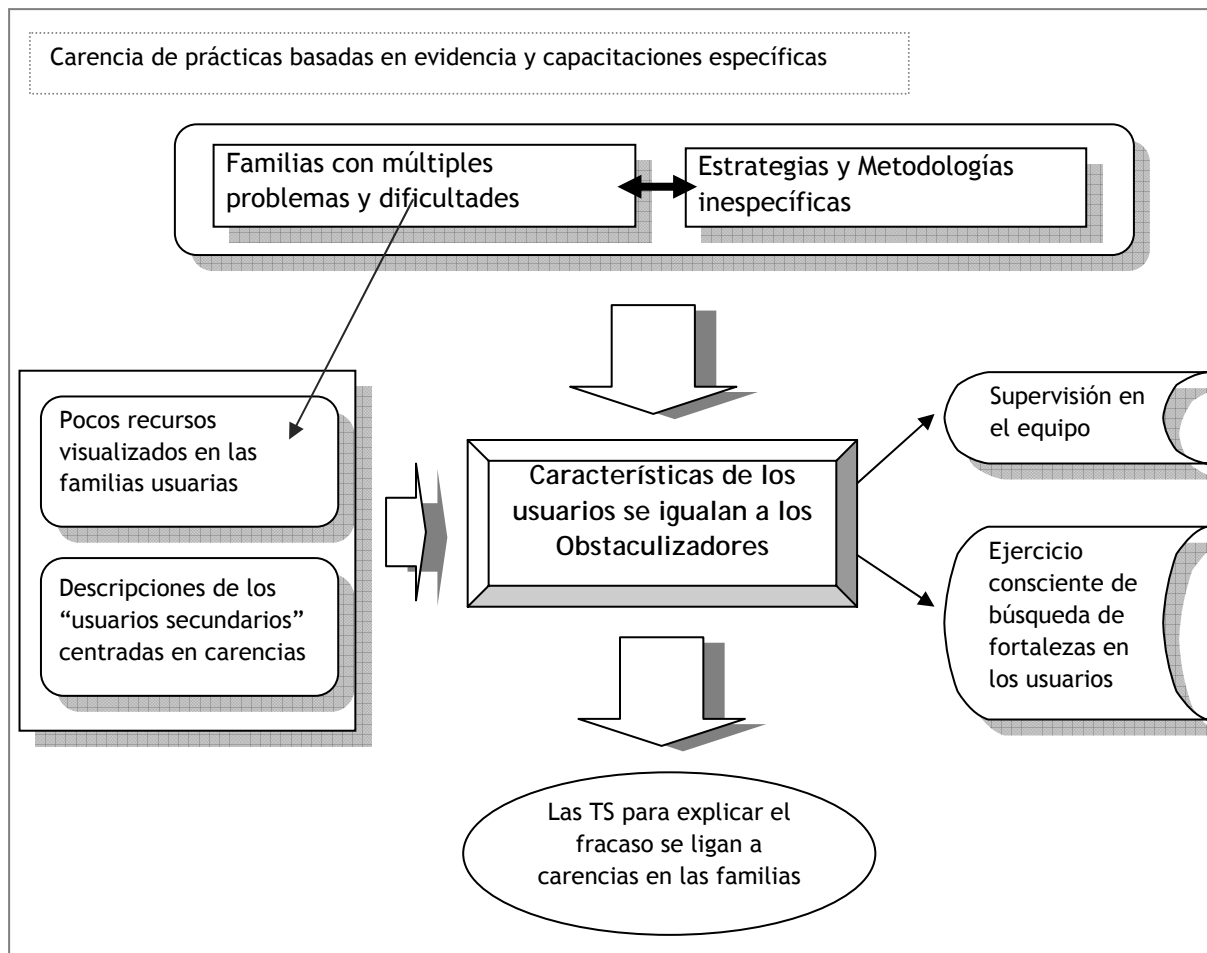 Carencia de prácticas basadas en evidencia y capacitaciones específicas
Familias con múltiples
problemas y dificultades
Estrategias y Metodologías
inespecíficas
Pocos recursos
visualizados en las
familias usuarias
Descripciones de los
“usuarios secundarios”
centradas en carencias
Características de los
usuarios se igualan a los
Obstaculizadores
Supervisión en
el equipo
Ejercicio
consciente de
búsqueda de
fortalezas en
los usuarios
Las TS para explicar el
fracaso se ligan a
carencias en las familias